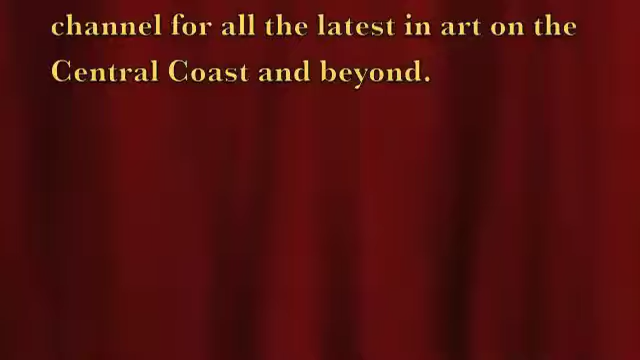 channel for all the latest in art on the
Central Coast and beyond.